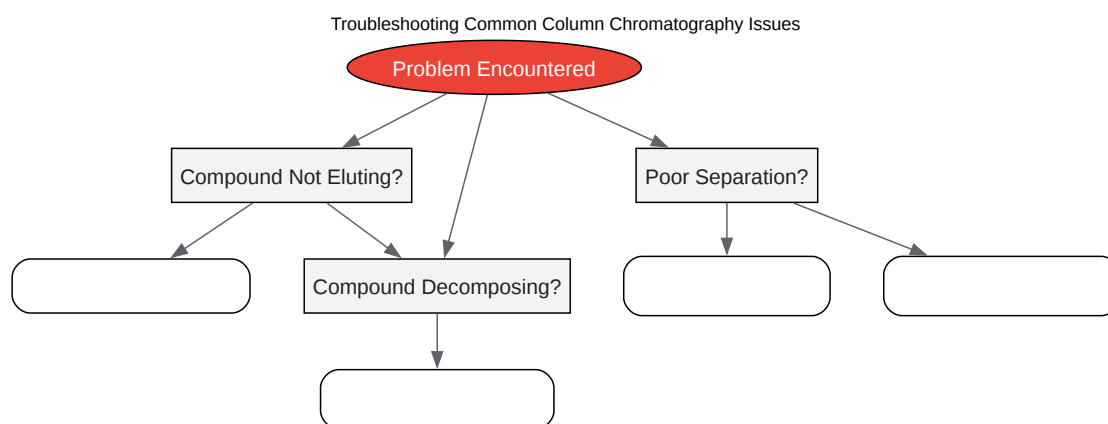 Troubleshooting Common Column Chromatography Issues
Problem Encountered
Compound Not Eluting?
Poor Separation?
Compound Decomposing?